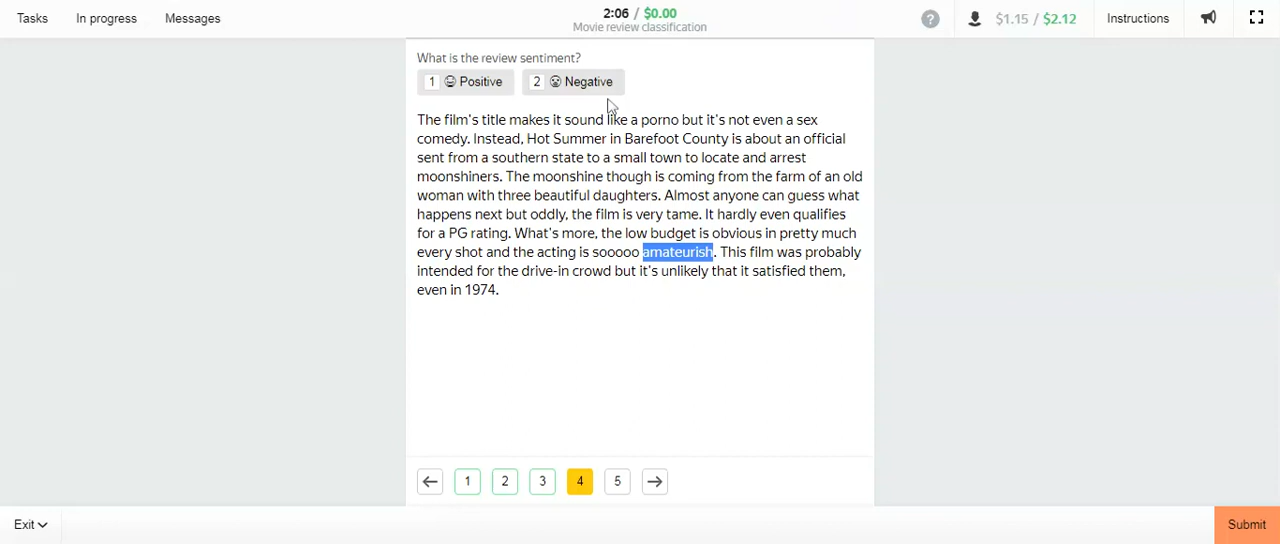 Tasks In progress Messages 2:06 / $0.00 ? $1.15 / $2.12 Instructions
Movie review classification
What is the review sentiment?
1 Positive 2 Negative
The film's title makes it sound like a porno but it's not even a sex
comedy. Instead, Hot Summer in Barefoot County is about an official
sent from a southern state to a small town to locate and arrest
moonshiners. The moonshine though is coming from the farm of an old
woman with three beautiful daughters. Almost anyone can guess what
happens next but oddly, the film is very tame. It hardly even qualifies
for a PG rating. What's more, the low budget is obvious in pretty much
every shot and the acting is sooooo amateurish. This film was probably
intended for the drive-in crowd but it's unlikely that it satisfied them,
even in 1974.
1 2 3 4 5
Exit Submit